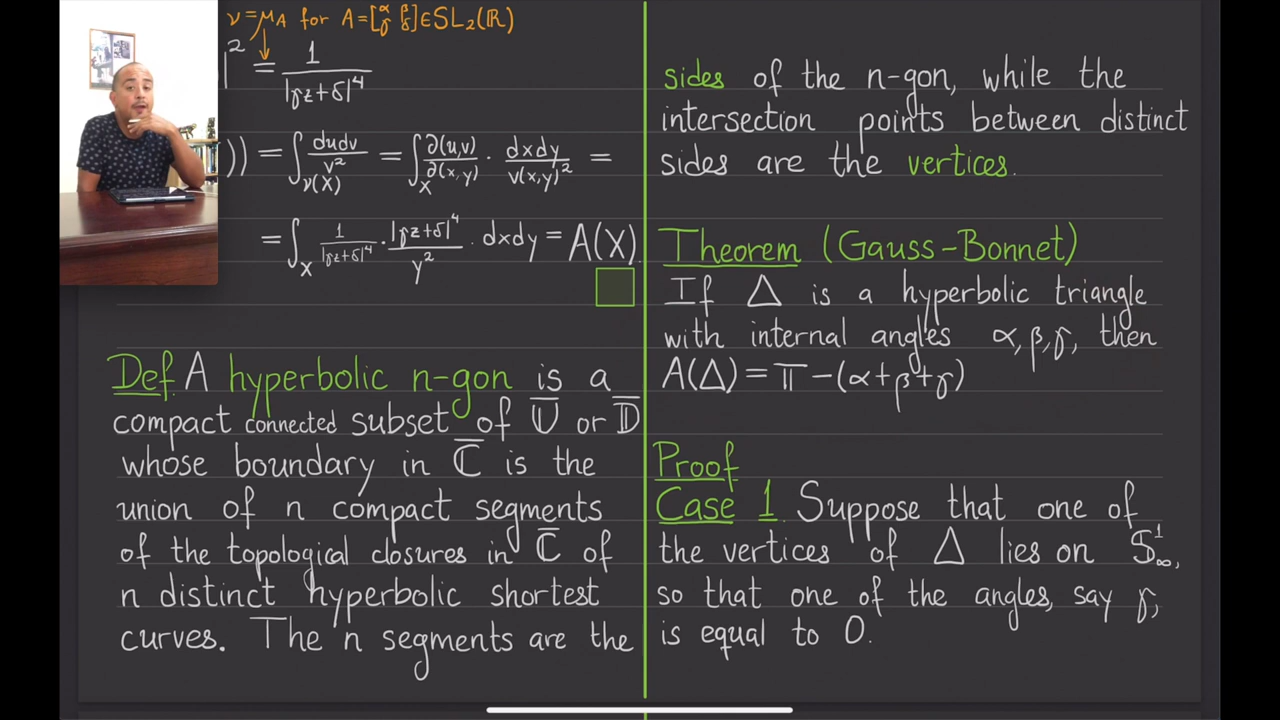 ν = μ_A for A = [α β; γ δ] ∈ SL₂(ℝ)
|² = 1/|γz+δ|⁴
)) = ∫_{ν(X)} dudv/v² = ∫_X ∂(u,v)/∂(x,y) · dxdy/v(x,y)² =
= ∫_X 1/|γz+δ|⁴ · |γz+δ|⁴/y² · dxdy = A(X)
Def. A hyperbolic n-gon is a
compact connected subset of U̅ or D̅
whose boundary in ℂ̅ is the
union of n compact segments
of the topological closures in ℂ̅ of
n distinct hyperbolic shortest
curves. The n segments are the
sides of the n-gon, while the
intersection points between distinct
sides are the vertices.
Theorem (Gauss-Bonnet)
If △ is a hyperbolic triangle
with internal angles α, β, γ, then
A(△) = π - (α+β+γ)
Proof
Case 1. Suppose that one of
the vertices of △ lies on 𝕊¹_∞,
so that one of the angles, say γ,
is equal to 0.